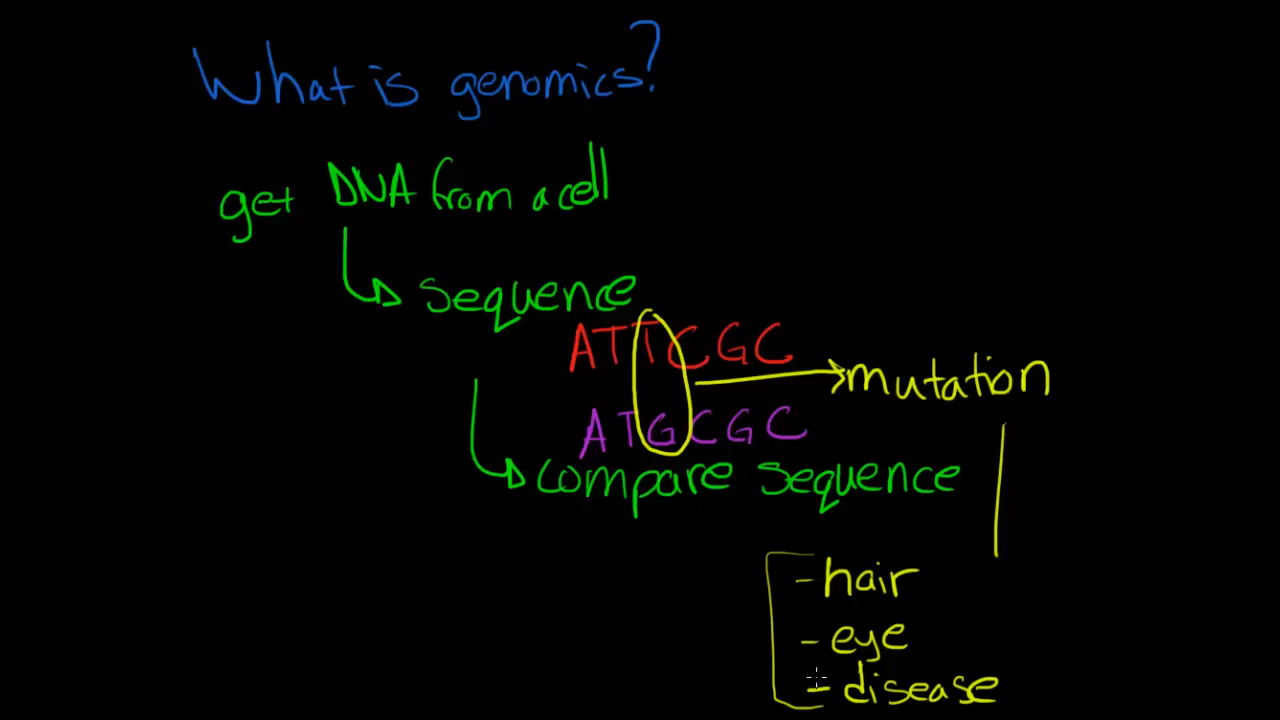 What is genomics?
get DNA from a cell
sequence
ATTCGC
mutation
ATGCGC
compare sequence
- hair
- eye
- disease